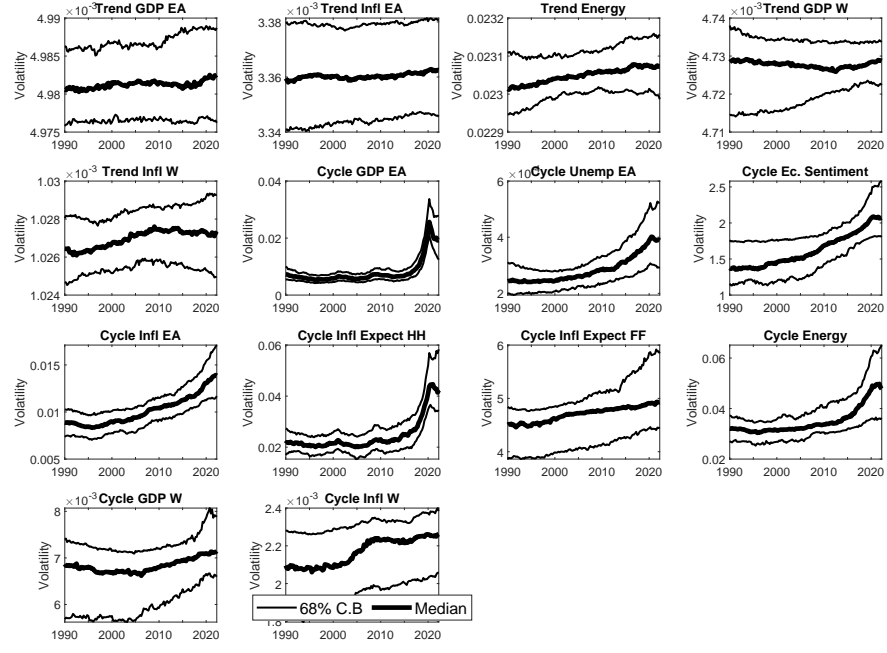 Trend GDP EA
×10⁻³
4.99
4.985
4.98
4.975
Volatility
1990 2000 2010 2020
Trend Infl EA
×10⁻³
3.38
3.36
3.34
Volatility
1990 2000 2010 2020
Trend Energy
0.0232
0.0231
0.023
0.0229
Volatility
1990 2000 2010 2020
Trend GDP W
×10⁻³
4.74
4.73
4.72
4.71
Volatility
1990 2000 2010 2020
Trend Infl W
×10⁻³
1.03
1.028
1.026
1.024
Volatility
1990 2000 2010 2020
Cycle GDP EA
0.04
0.02
0
Volatility
1990 2000 2010 2020
Cycle Unemp EA
6
4
2
Volatility
1990 2000 2010 2020
Cycle Ec. Sentiment
2.5
2
1.5
1
Volatility
1990 2000 2010 2020
Cycle Infl EA
0.015
0.01
0.005
Volatility
1990 2000 2010 2020
Cycle Infl Expect HH
0.06
0.04
0.02
Volatility
1990 2000 2010 2020
Cycle Infl Expect FF
×10⁻³
6
5
4
Volatility
1990 2000 2010 2020
Cycle Energy
0.06
0.04
0.02
Volatility
1990 2000 2010 2020
Cycle GDP W
×10⁻³
8
7
6
Volatility
1990 2000 2010 2020
Cycle Infl W
×10⁻³
2.4
2.2
2
1.8
Volatility
1990 2000 2010 2020
68% C.B Median